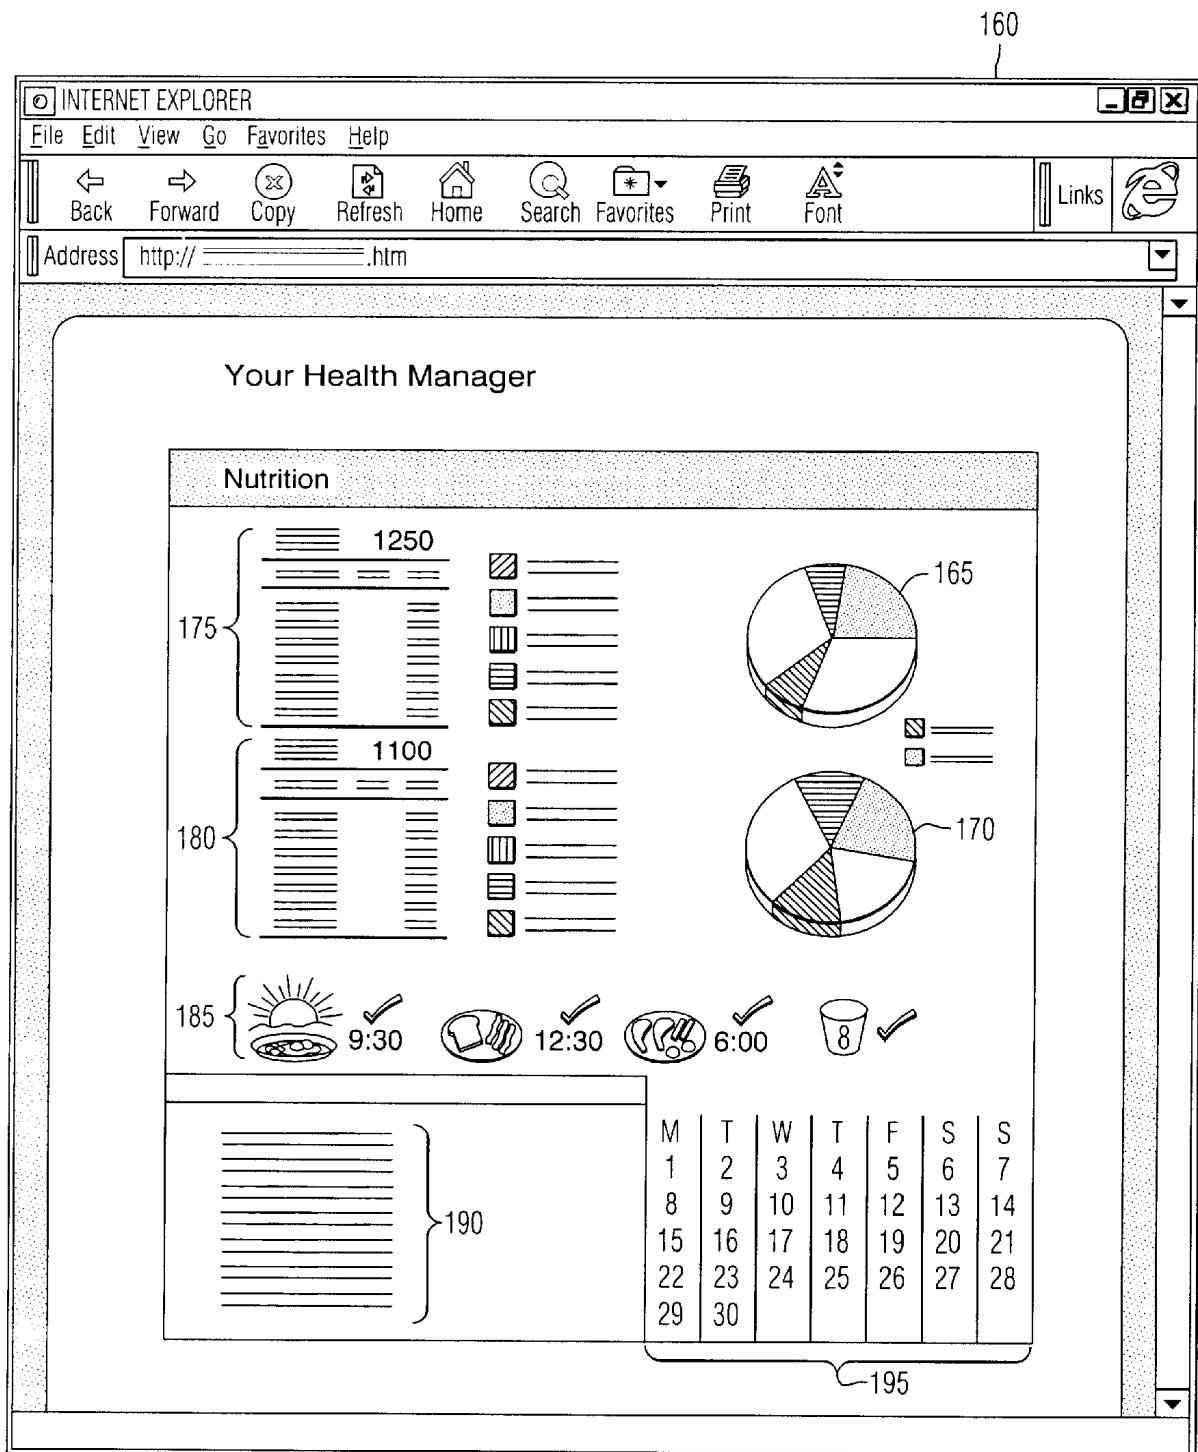 160
INTERNET EXPLORER
File Edit View Go Favorites Help
Back Forward Copy Refresh Home Search Favorites Print Font Links
Address http:// .htm
Your Health Manager
Nutrition
1250
165
175
1100
180
170
185
9:30 12:30 6:00 8
M T W T F S S
1 2 3 4 5 6 7
8 9 10 11 12 13 14
15 16 17 18 19 20 21
22 23 24 25 26 27 28
29 30
190
195